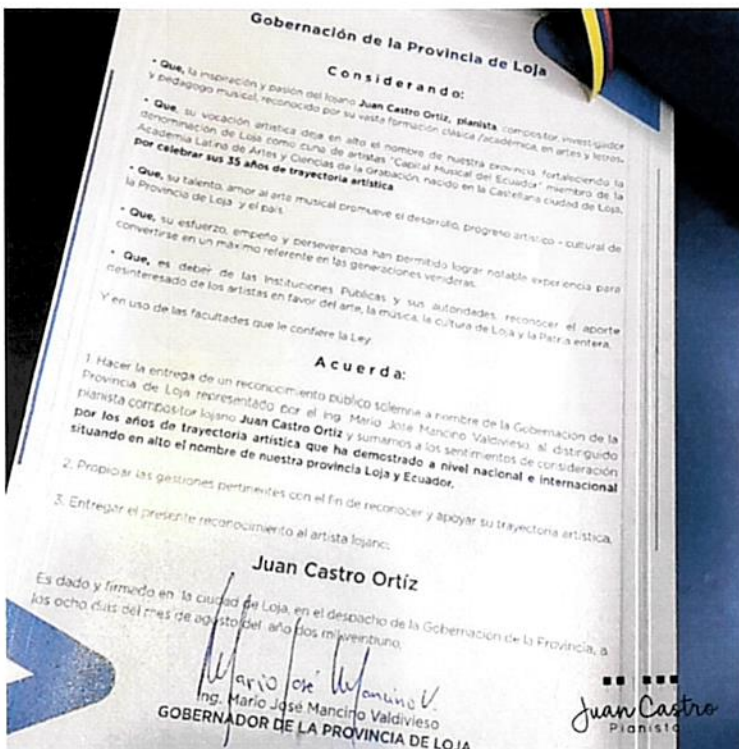 Gobernación de la Provincia de Loja
Considerando:
• Que, la inspiración y pasión del lojano Juan Castro Ortiz, pianista, compositor, investigador
y pedagogo musical, reconocido por su vasta formación clásica /académica, en artes y letras.
• Que, su vocación artística deja en alto el nombre de nuestra provincia, fortaleciendo la
denominación de Loja como cuna de artistas "Capital Musical del Ecuador" miembro de la
Academia Latina de Artes y Ciencias de la Grabación, nacido en la Castellana ciudad de Loja,
por celebrar sus 35 años de trayectoria artística
• Que, su talento, amor al arte musical promueve el desarrollo, progreso artístico - cultural de
la Provincia de Loja y el país.
• Que, su esfuerzo, empeño y perseverancia han permitido lograr notable experiencia para
convertirse en un máximo referente en las generaciones venideras.
• Que, es deber de las Instituciones Públicas y sus autoridades, reconocer el aporte
desinteresado de los artistas en favor del arte, la música, la cultura de Loja y la Patria entera.
Y en uso de las facultades que le confiere la Ley
Acuerda:
1. Hacer la entrega de un reconocimiento público solemne a nombre de la Gobernación de la
Provincia de Loja representado por el Ing. Mario José Mancino Valdivieso, al distinguido
pianista compositor lojano Juan Castro Ortiz y sumarnos a los sentimientos de consideración
por los años de trayectoria artística que ha demostrado a nivel nacional e internacional
situando en alto el nombre de nuestra provincia Loja y Ecuador.
2. Propiciar las gestiones pertinentes con el fin de reconocer y apoyar su trayectoria artística.
3. Entregar el presente reconocimiento al artista lojano:
Juan Castro Ortíz
Es dado y firmado en la ciudad de Loja, en el despacho de la Gobernación de la Provincia, a
los ocho días del mes de agosto del año dos mil veintiuno.
Mario José Mancino V.
Ing. Mario José Mancino Valdivieso
GOBERNADOR DE LA PROVINCIA DE LOJA
Juan Castro
Pianista